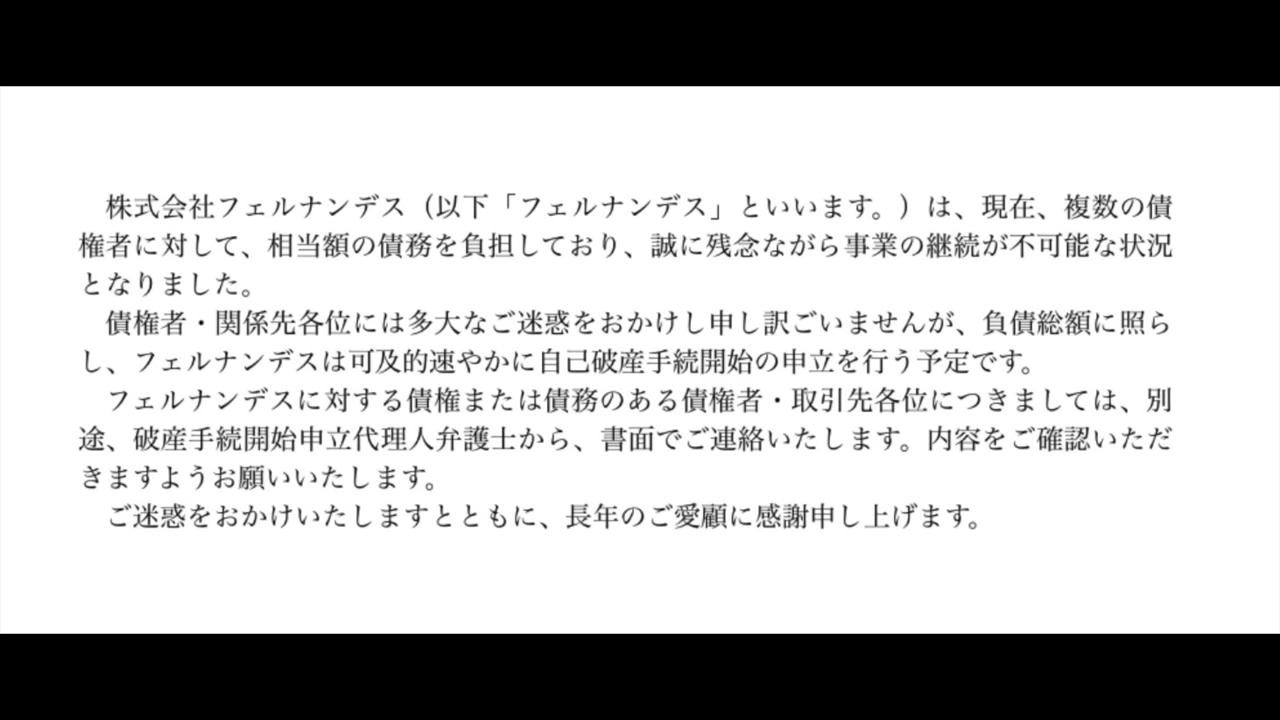 株式会社フェルナンデス（以下「フェルナンデス」といいます。）は、現在、複数の債
権者に対して、相当額の債務を負担しており、誠に残念ながら事業の継続が不可能な状況
となりました。
債権者・関係先各位には多大なご迷惑をおかけし申し訳ごいませんが、負債総額に照ら
し、フェルナンデスは可及的速やかに自己破産手続開始の申立を行う予定です。
フェルナンデスに対する債権または債務のある債権者・取引先各位につきましては、別
途、破産手続開始申立代理人弁護士から、書面でご連絡いたします。内容をご確認いただ
きますようお願いいたします。
ご迷惑をおかけいたしますとともに、長年のご愛顧に感謝申し上げます。